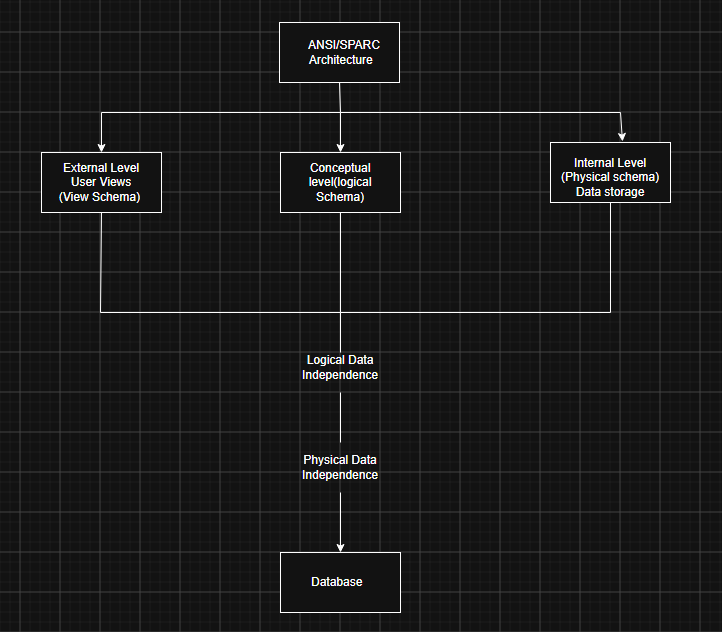 ANSI/SPARC
Architecture
External Level
User Views
(View Schema)
Conceptual
level(logical
Schema)
Internal Level
(Physical schema)
Data storage
Logical Data
Independence
Physical Data
Independence
Database